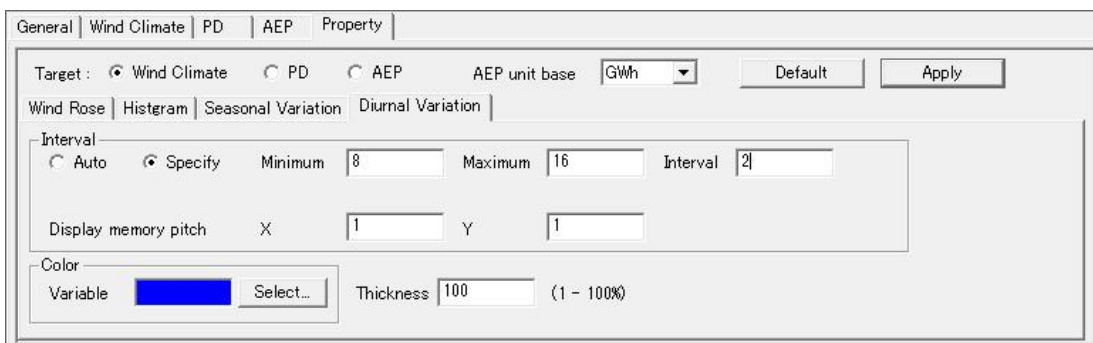 General Wind Climate PD AEP Property
Target : Wind Climate PD AEP AEP unit base GWh Default Apply
Wind Rose Histgram Seasonal Variation Diurnal Variation
Interval
Auto Specify Minimum 8 Maximum 16 Interval 2
Display memory pitch X 1 Y 1
Color
Variable Select... Thickness 100 (1 - 100%)